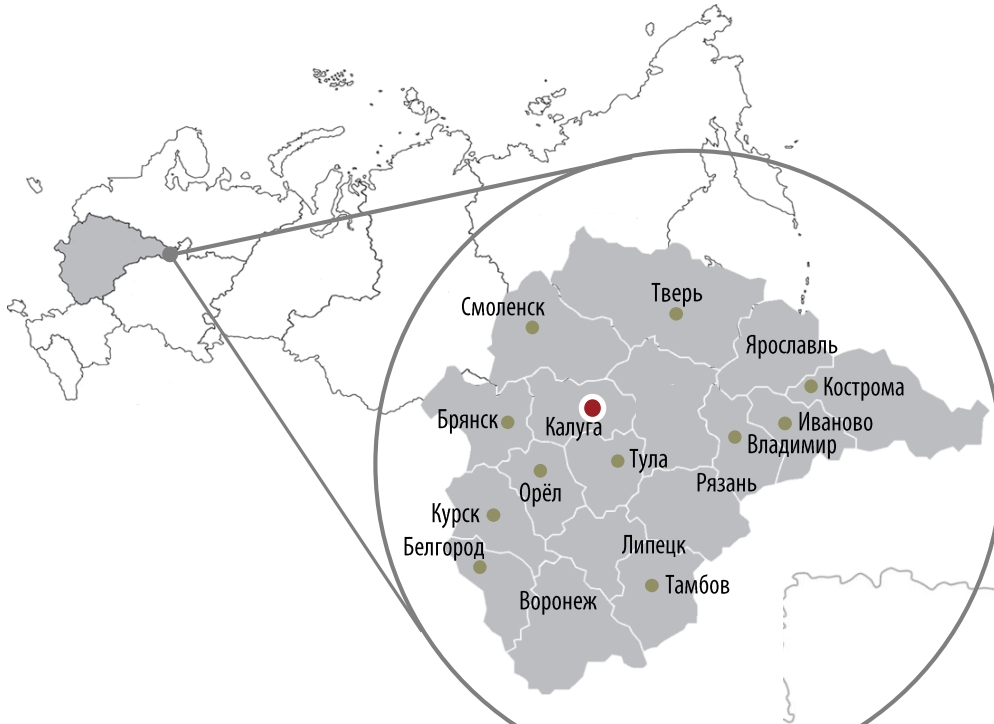 Тверь
Смоленск
Ярославль
Кострома
Брянск
Калуга
Иваново
Владимир
Тула
Рязань
Орёл
Курск
Белгород
Липецк
Тамбов
Воронеж